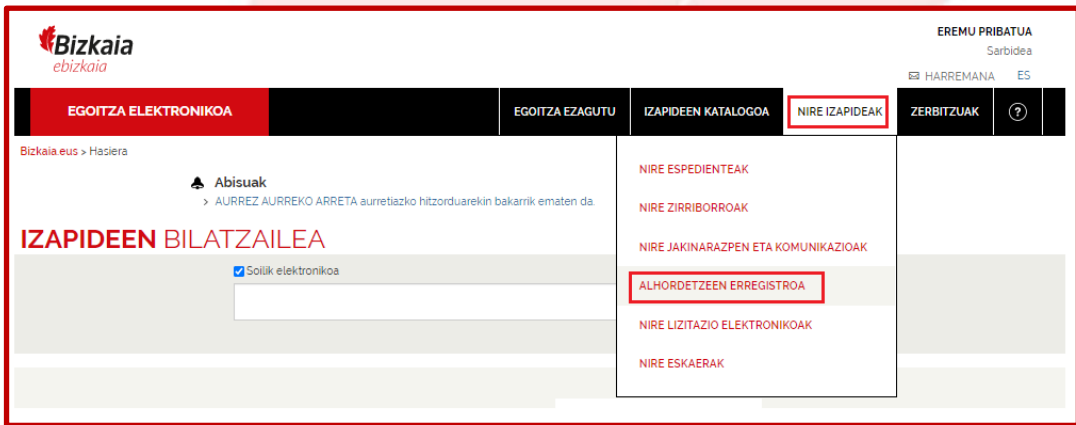 Bizkaia
ebizkaia
EREMU PRIBATUA
Sarbidea
HARREMANA ES
EGOITZA ELEKTRONIKOA EGOITZA EZAGUTU IZAPIDEEN KATALOGOA NIRE IZAPIDEAK ZERBITZUAK ?
Bizkaia.eus > Hasiera
Abisuak
> AURREZ AURREKO ARRETA aurretiazko hitzorduarekin bakarrik ematen da.
IZAPIDEEN BILATZAILEA
Soilik elektronikoa
NIRE ESPEDIENTEAK
NIRE ZIRRIBORROAK
NIRE JAKINARAZPEN ETA KOMUNIKAZIOAK
ALHORDETZEEN ERREGISTROA
NIRE LIZITAZIO ELEKTRONIKOAK
NIRE ESKAERAK